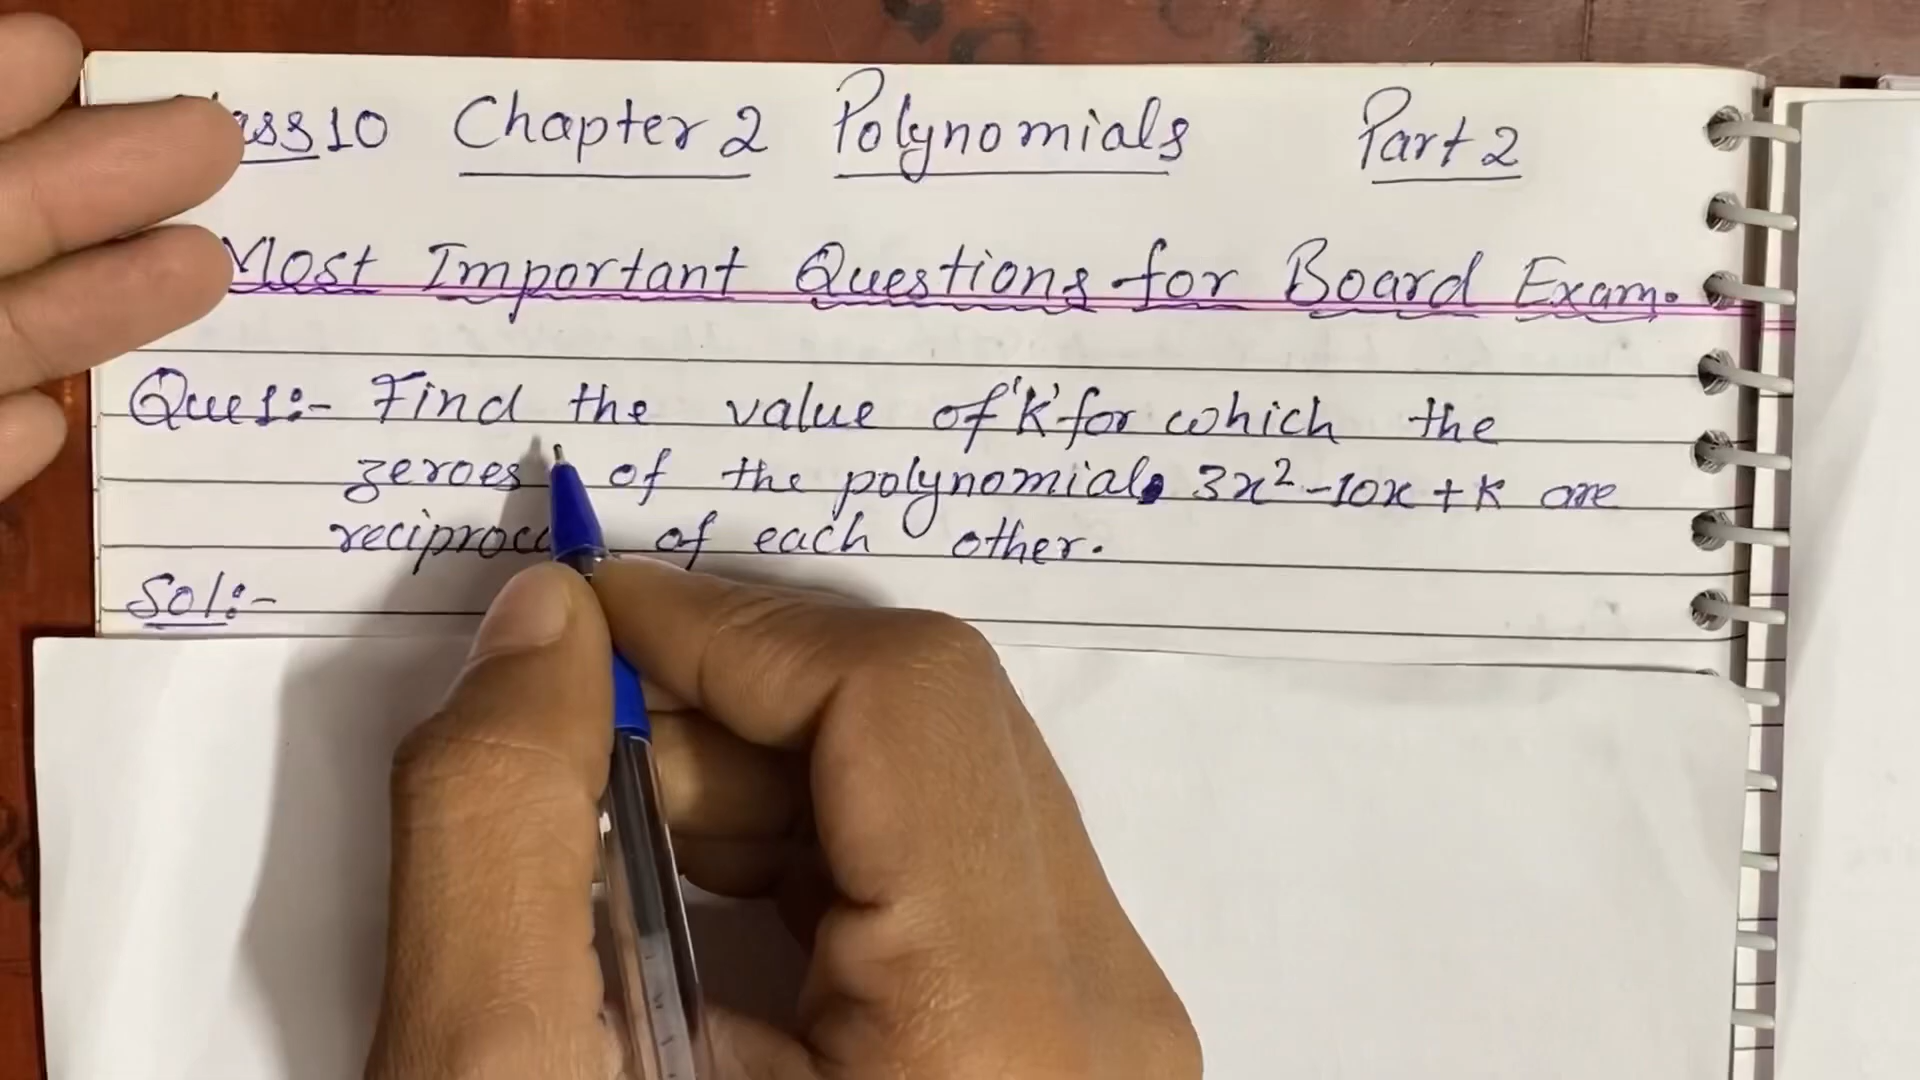 10 Chapter 2 Polynomials Part 2
Most Important Questions for Board Exam.
Ques:- Find the value of 'K' for which the
zeroes of the polynomial 3x²-10x+k are
of each other.
Sol:-